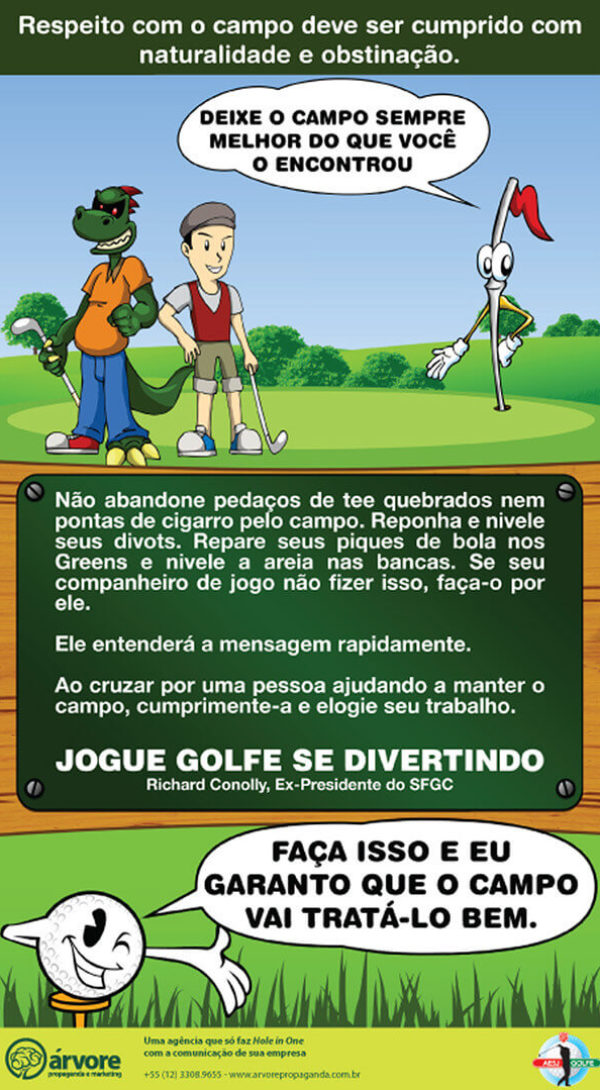 Respeito com o campo deve ser cumprido com
naturalidade e obstinação.
DEIXE O CAMPO SEMPRE
MELHOR DO QUE VOCÊ
O ENCONTROU
Não abandone pedaços de tee quebrados nem
pontas de cigarro pelo campo. Reponha e nivele
seus divots. Repare seus piques de bola nos
Greens e nivele a areia nas bancas. Se seu
companheiro de jogo não fizer isso, faça-o por
ele.
Ele entenderá a mensagem rapidamente.
Ao cruzar por uma pessoa ajudando a manter o
campo, cumprimente-a e elogie seu trabalho.
JOGUE GOLFE SE DIVERTINDO
Richard Conolly, Ex-Presidente do SFGC
FAÇA ISSO E EU
GARANTO QUE O CAMPO
VAI TRATÁ-LO BEM.
árvore
propaganda e marketing
Uma agência que só faz Hole in One
com a comunicação de sua empresa
+55 (12) 3308.9655 - www.arvorepropaganda.com.br
AESJ GOLFE